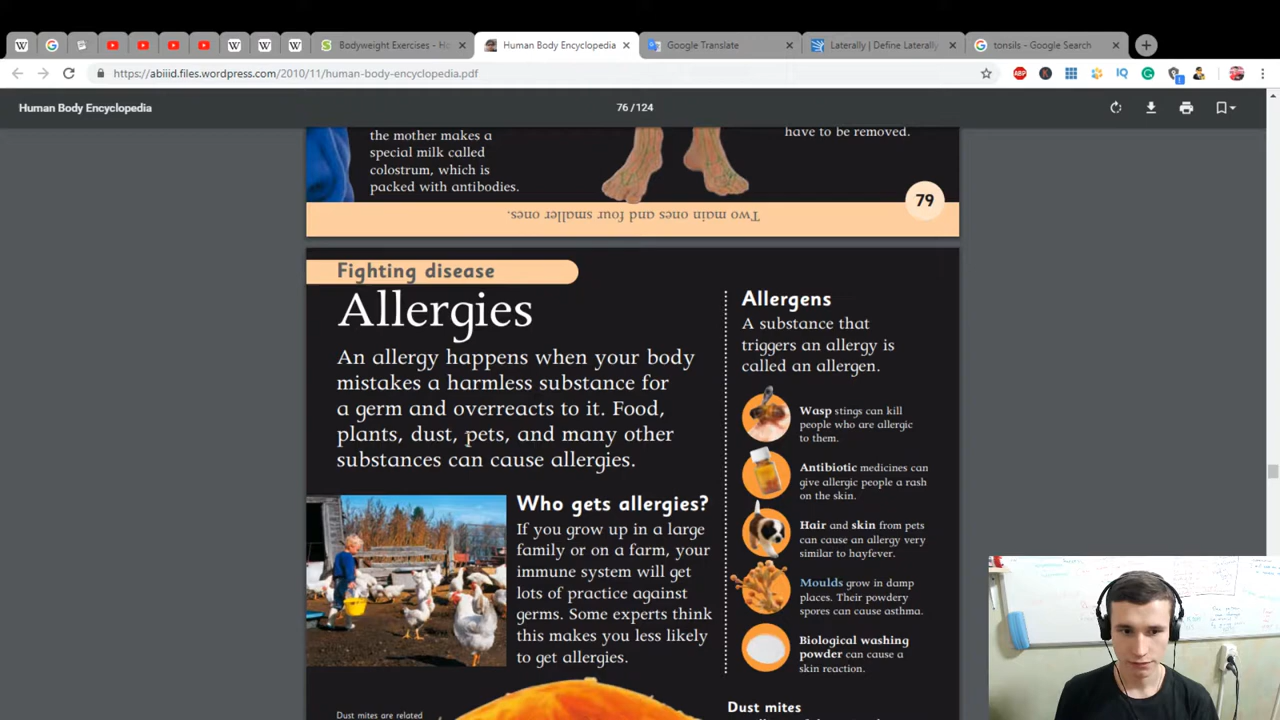 Bodyweight Exercises - Ho
Human Body Encyclopedia
Google Translate
Laterally | Define Laterally
tonsils - Google Search
https://abiiid.files.wordpress.com/2010/11/human-body-encyclopedia.pdf
Human Body Encyclopedia
76 / 124
the mother makes a
special milk called
colostrum, which is
packed with antibodies.
have to be removed.
79
Two main ones and four smaller ones.
Fighting disease
Allergies
An allergy happens when your body
mistakes a harmless substance for
a germ and overreacts to it. Food,
plants, dust, pets, and many other
substances can cause allergies.
Who gets allergies?
If you grow up in a large
family or on a farm, your
immune system will get
lots of practice against
germs. Some experts think
this makes you less likely
to get allergies.
Dust mites are related
Allergens
A substance that
triggers an allergy is
called an allergen.
Wasp stings can kill
people who are allergic
to them.
Antibiotic medicines can
give allergic people a rash
on the skin.
Hair and skin from pets
can cause an allergy very
similar to hayfever.
Moulds grow in damp
places. Their powdery
spores can cause asthma.
Biological washing
powder can cause a
skin reaction.
Dust mites